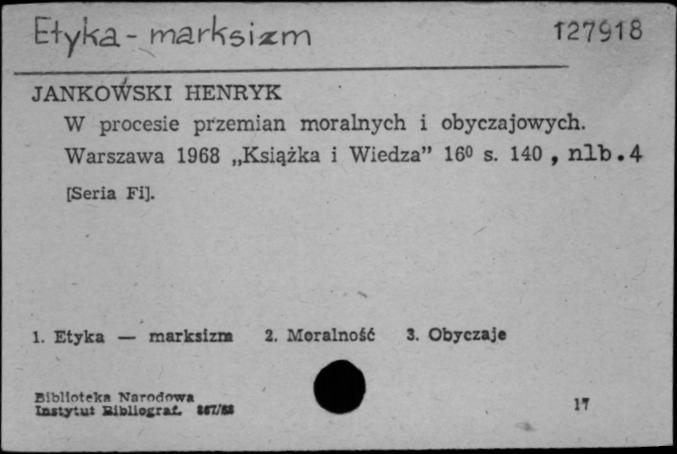 Etyka - marksizm 127918
JANKOWSKI HENRYK
W procesie przemian moralnych i obyczajowych.
Warszawa 1968 „Książka i Wiedza” 16⁰ s. 140 , nlb.4
[Seria Fi].
1. Etyka — marksizm 2. Moralność 3. Obyczaje
Biblioteka Narodowa
Instytut Bibliograf. 17